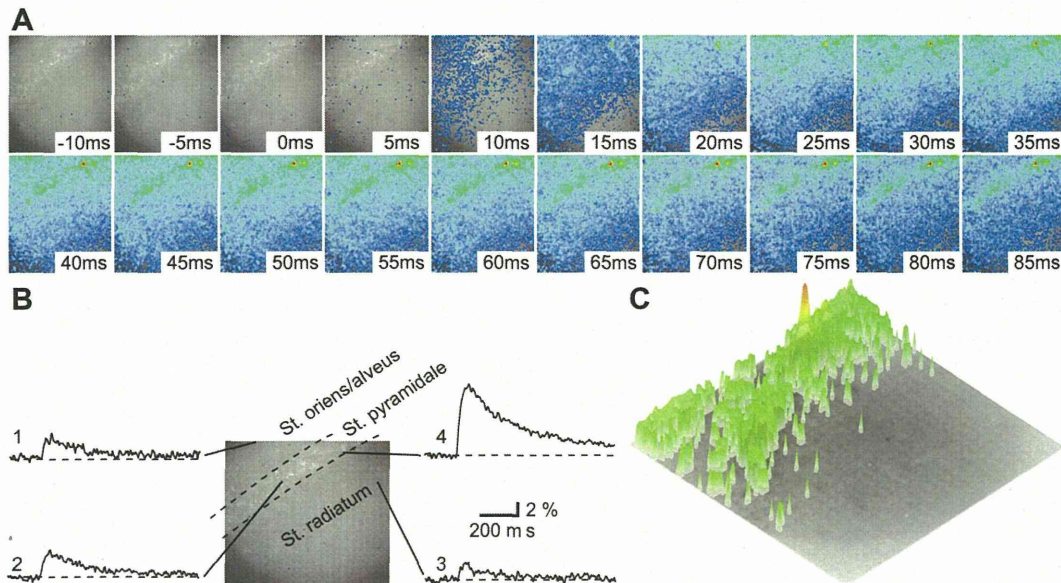 A
-10ms -5ms 0ms 5ms 10ms 15ms 20ms 25ms 30ms 35ms
40ms 45ms 50ms 55ms 60ms 65ms 70ms 75ms 80ms 85ms
B
C
St. oriens/alveus
St. pyramidale
1
4
St. radiatum
2 %
200 m s
2
3